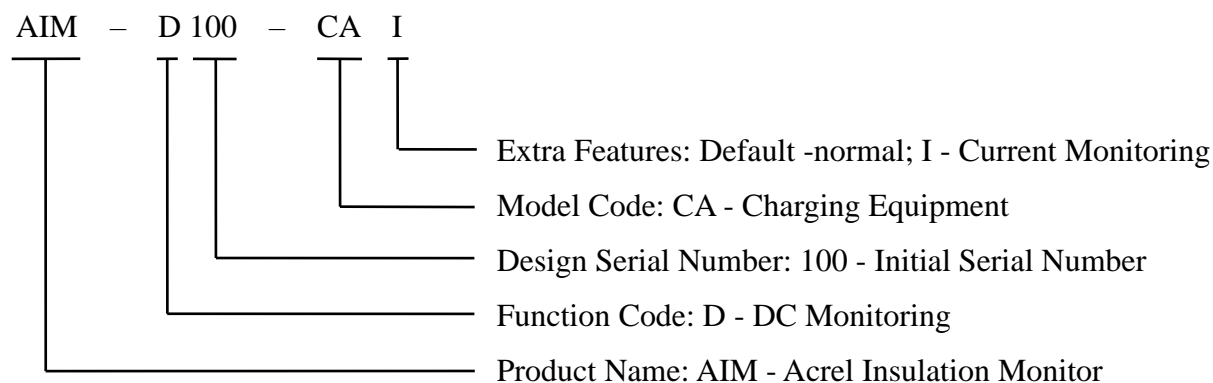 AIM – D 100 – CA I
Extra Features: Default -normal; I - Current Monitoring
Model Code: CA - Charging Equipment
Design Serial Number: 100 - Initial Serial Number
Function Code: D - DC Monitoring
Product Name: AIM - Acrel Insulation Monitor